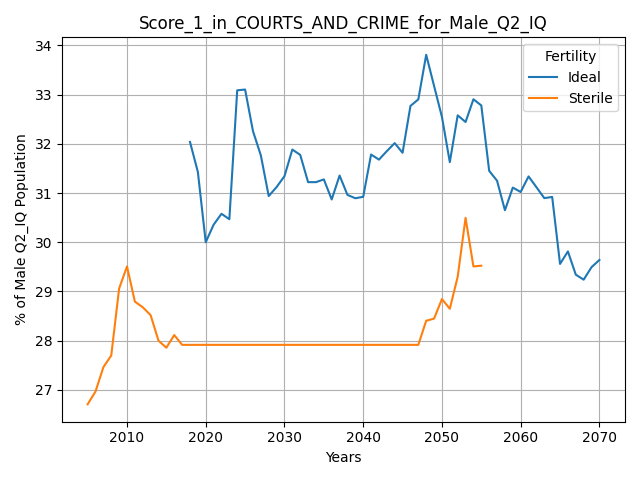 Score_1_in_COURTS_AND_CRIME_for_Male_Q2_IQ
Fertility
Ideal
Sterile
% of Male Q2_IQ Population
34
33
32
31
30
29
28
27
2010
2020
2030
2040
2050
2060
2070
Years